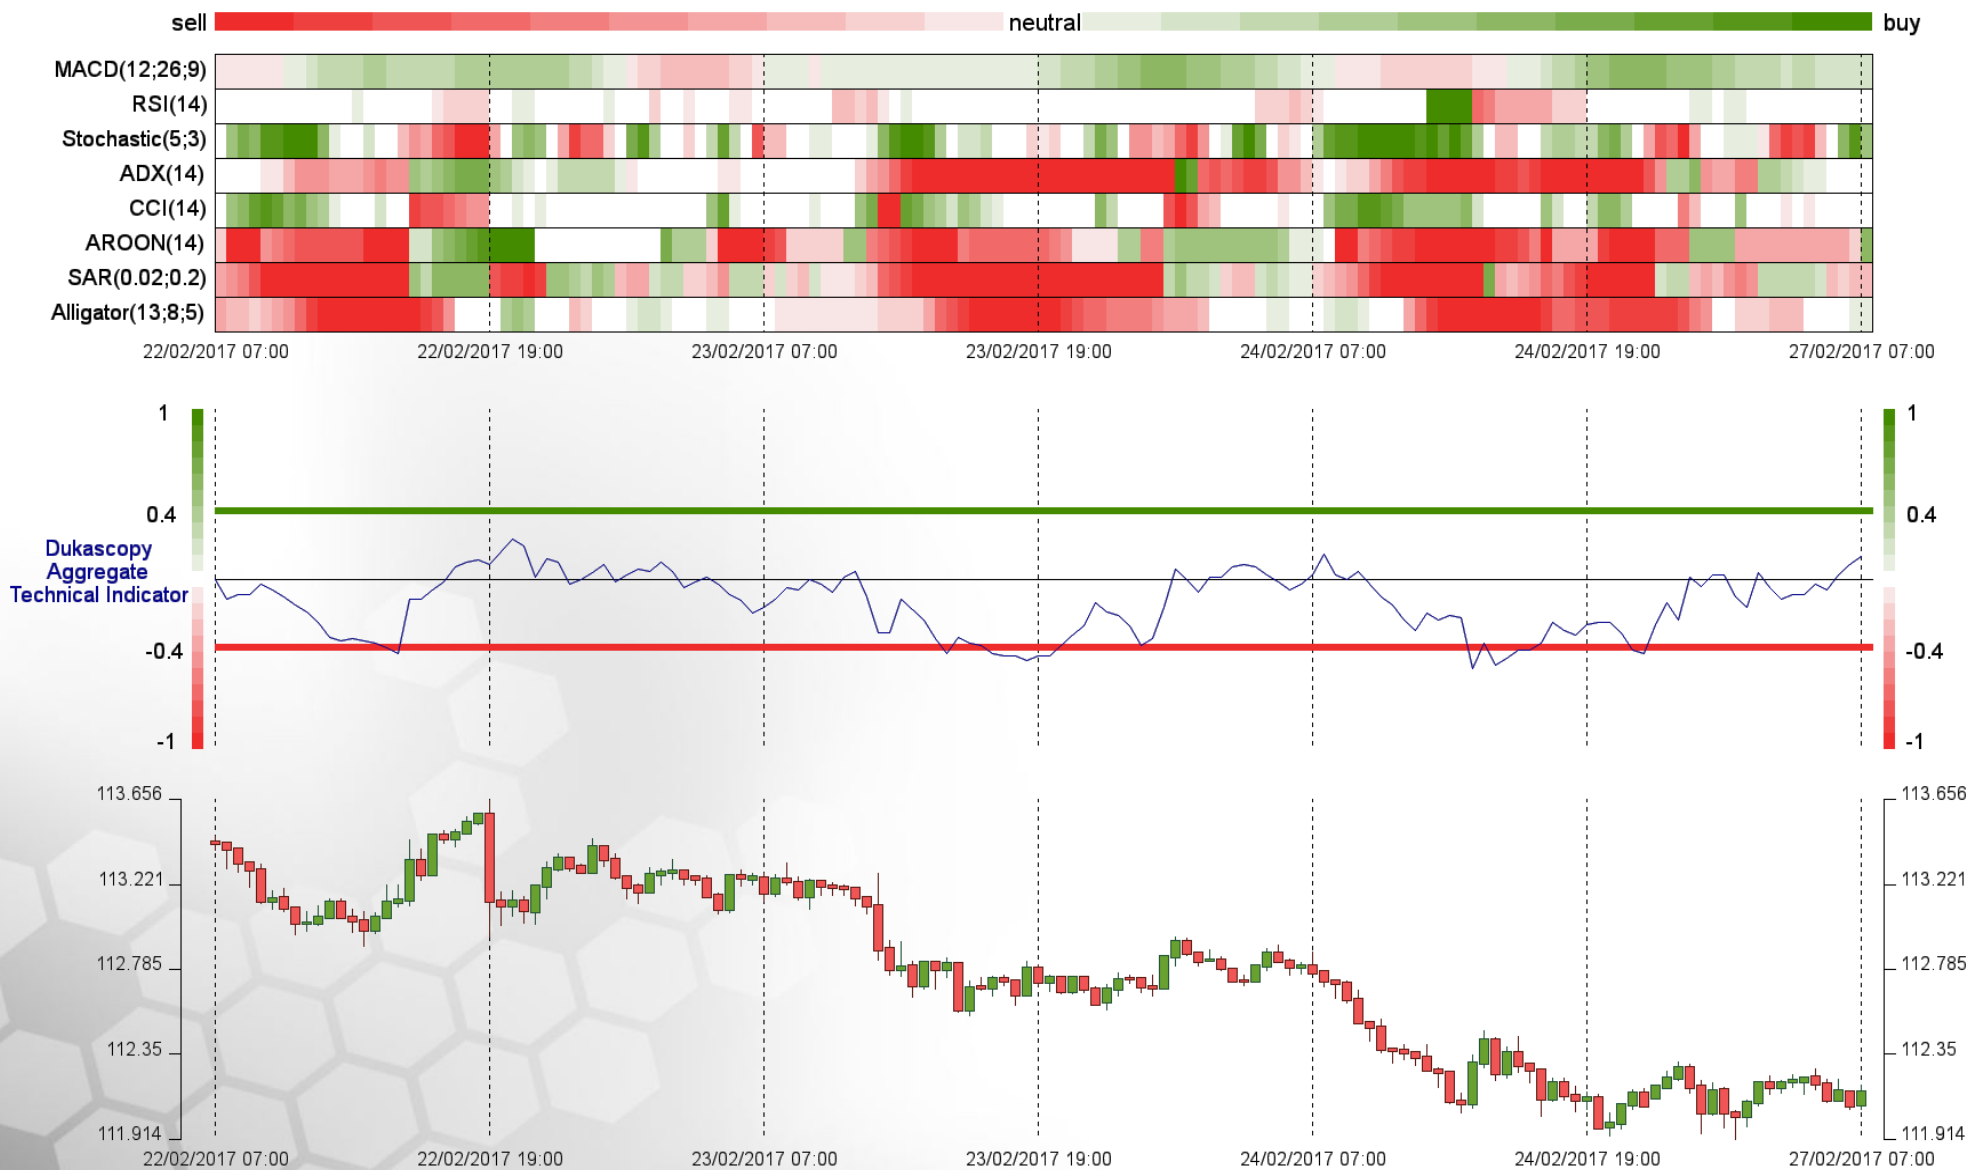 sell neutral buy
MACD(12;26;9)
RSI(14)
Stochastic(5;3)
ADX(14)
CCI(14)
AROON(14)
SAR(0.02;0.2)
Alligator(13;8;5)
22/02/2017 07:00 22/02/2017 19:00 23/02/2017 07:00 23/02/2017 19:00 24/02/2017 07:00 24/02/2017 19:00 27/02/2017 07:00
1 1
0.4 0.4
Dukascopy
Aggregate
Technical Indicator
-0.4 -0.4
-1 -1
113.656 113.656
113.221 113.221
112.785 112.785
112.35 112.35
111.914 111.914
22/02/2017 07:00 22/02/2017 19:00 23/02/2017 07:00 23/02/2017 19:00 24/02/2017 07:00 24/02/2017 19:00 27/02/2017 07:00